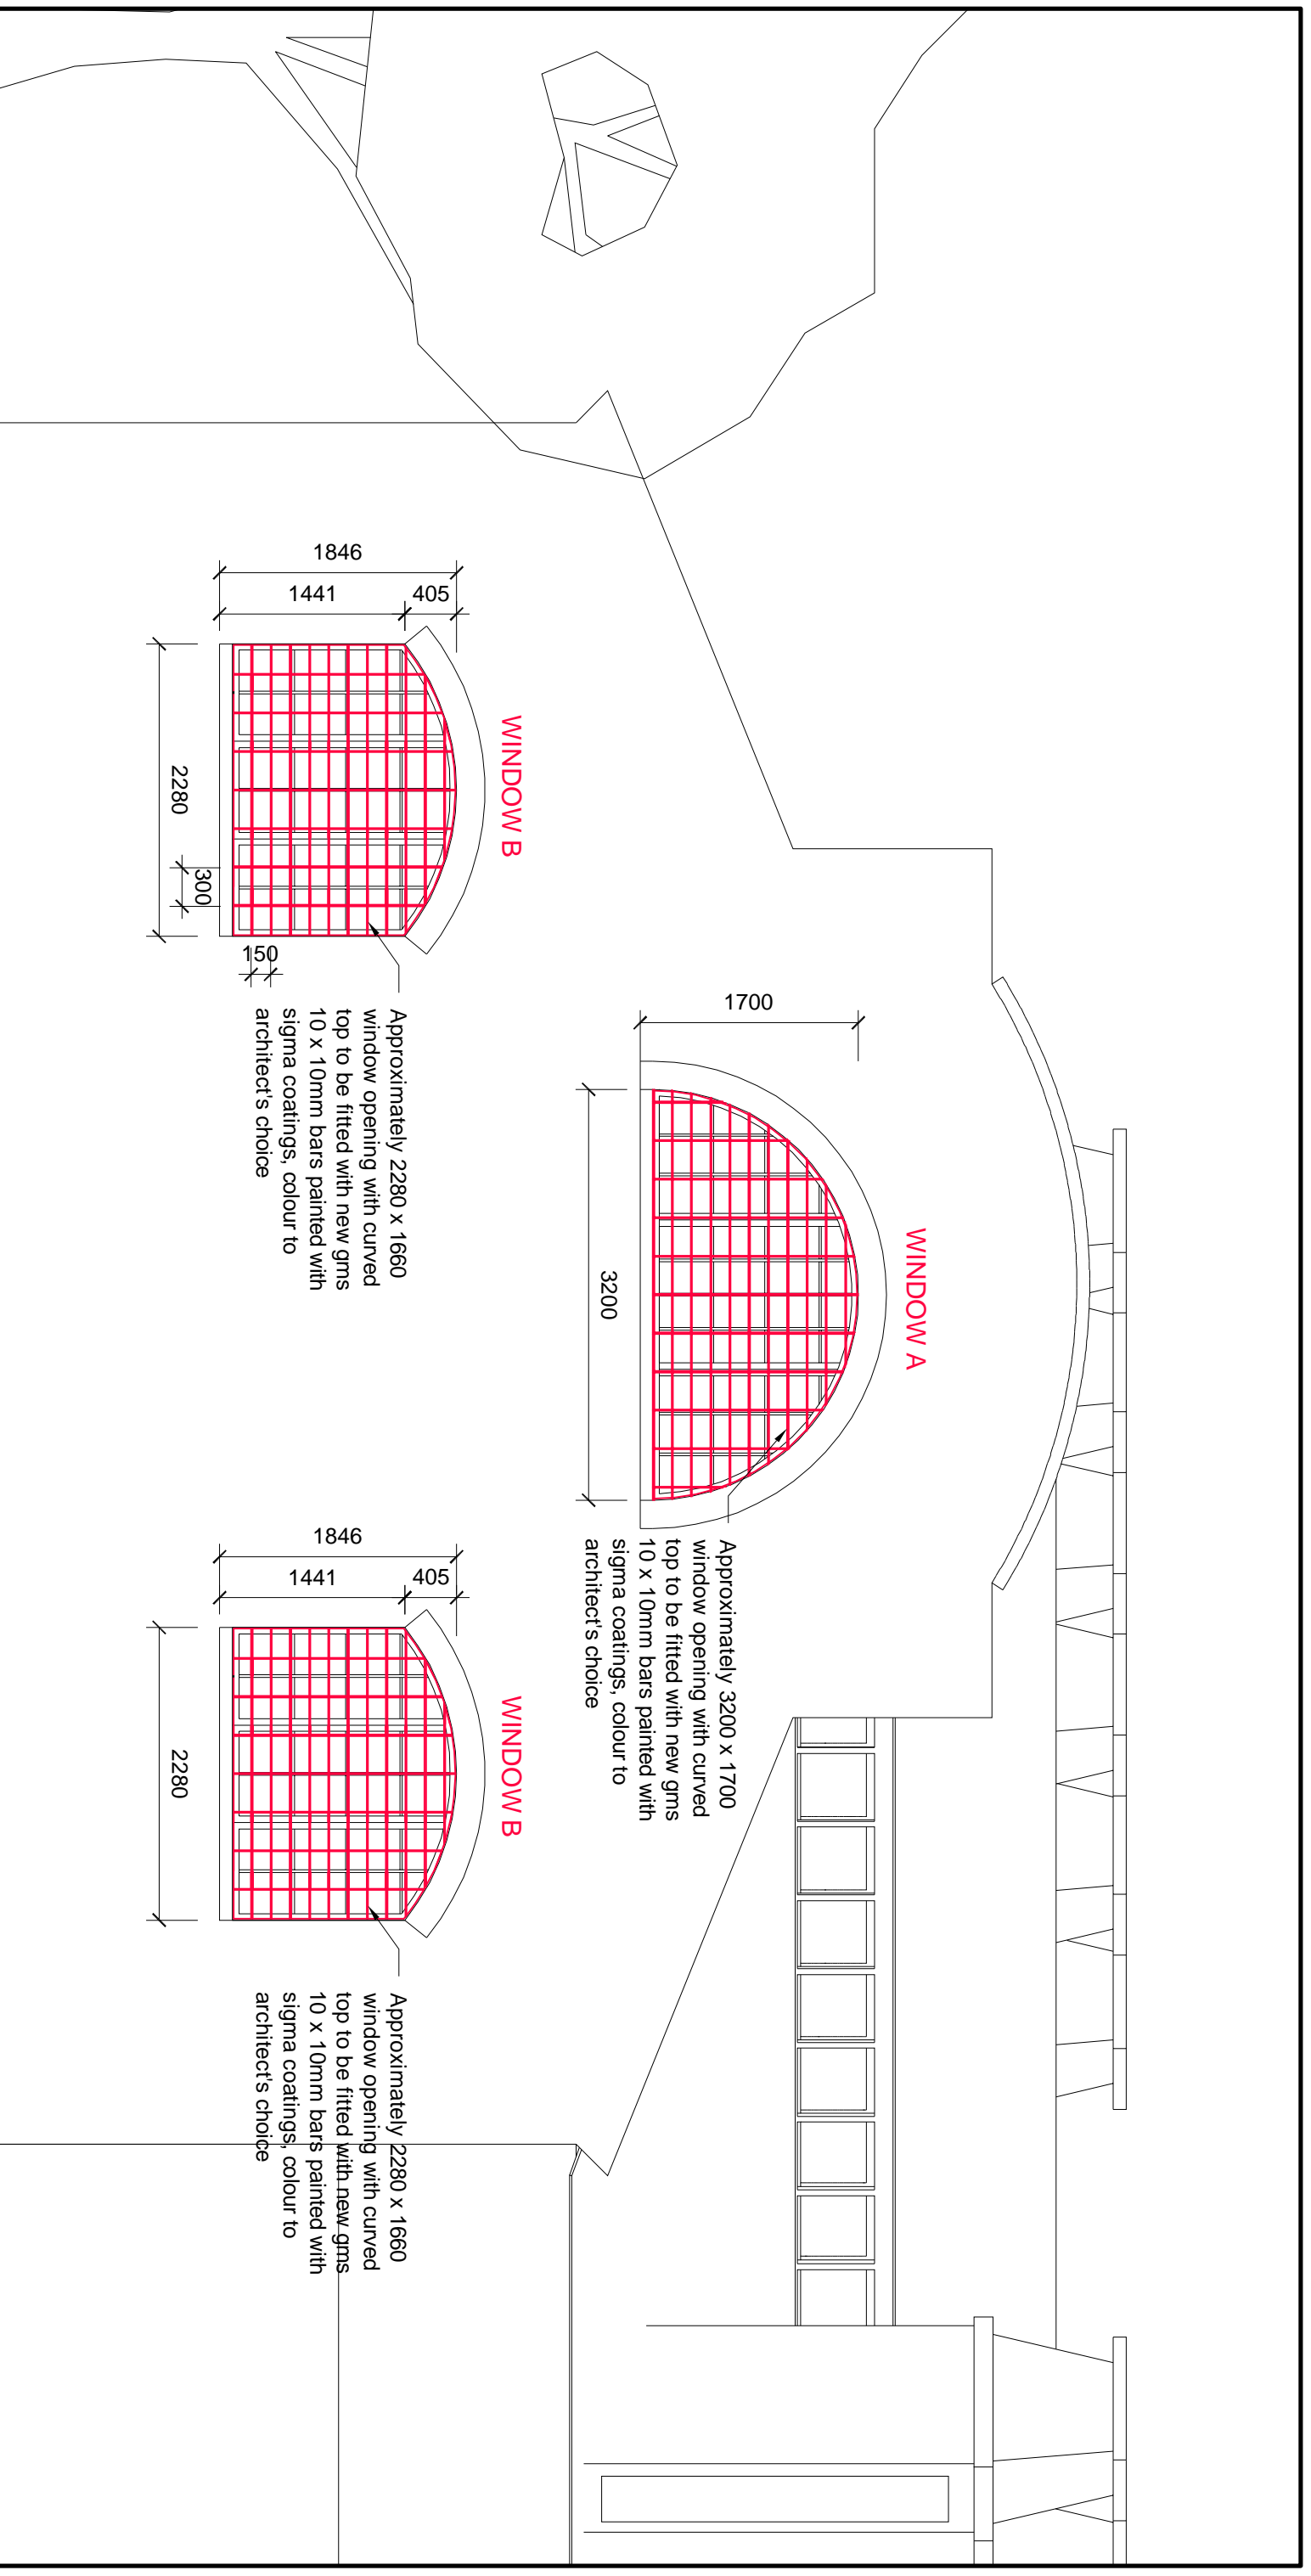 WINDOW A
1700
3200
Approximately 3200 x 1700
window opening with curved
top to be fitted with new gms
10 x 10mm bars painted with
sigma coatings, colour to
architect's choice
WINDOW B
1846
1441
405
2280
300
150
Approximately 2280 x 1660
window opening with curved
top to be fitted with new gms
10 x 10mm bars painted with
sigma coatings, colour to
architect's choice
WINDOW B
1846
1441
405
2280
Approximately 2280 x 1660
window opening with curved
top to be fitted with new gms
10 x 10mm bars painted with
sigma coatings, colour to
architect's choice